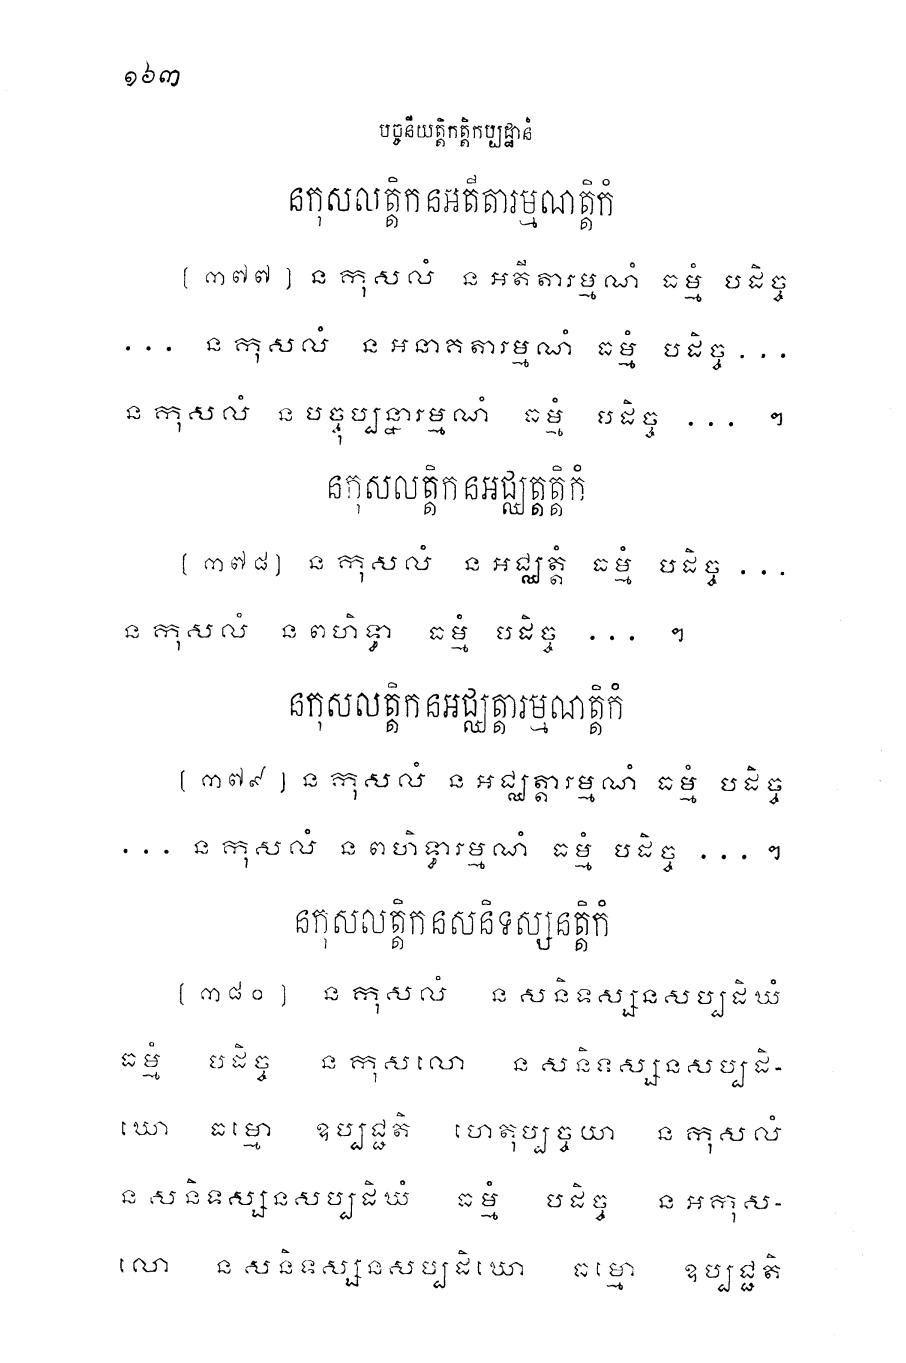 ១៦៣
បច្ចនីយត្តិកត្តិកប្បដ្ឋានំ
នកុសលត្តិកនអតីតារម្មណត្តិកំ
[៣៧៧] ន កុសលំ ន អតីតារម្មណំ ធម្មំ បដិច្ច
... ន កុសលំ ន អនាគតារម្មណំ ធម្មំ បដិច្ច ...
ន កុសលំ ន បច្ចុប្បន្នារម្មណំ ធម្មំ បដិច្ច ... ៗ
នកុសលត្តិកនអជ្ឈត្តត្តិកំ
[៣៧៨] ន កុសលំ ន អជ្ឈត្តំ ធម្មំ បដិច្ច ...
ន កុសលំ ន ពហិទ្ធា ធម្មំ បដិច្ច ... ៗ
នកុសលត្តិកនអជ្ឈត្តារម្មណត្តិកំ
[៣៧៩] ន កុសលំ ន អជ្ឈត្តារម្មណំ ធម្មំ បដិច្ច
... ន កុសលំ ន ពហិទ្ធារម្មណំ ធម្មំ បដិច្ច ... ៗ
នកុសលត្តិកនសនិទស្សនត្តិកំ
[៣៨០] ន កុសលំ ន សនិទស្សនសប្បដិឃំ
ធម្មំ បដិច្ច ន កុសលោ ន សនិទស្សនសប្បដិ-
ឃោ ធម្មោ ឧប្បជ្ជតិ ហេតុប្បច្ចយា ន កុសលំ
ន សនិទស្សនសប្បដិឃំ ធម្មំ បដិច្ច ន អកុស-
លោ ន សនិទស្សនសប្បដិឃោ ធម្មោ ឧប្បជ្ជតិ